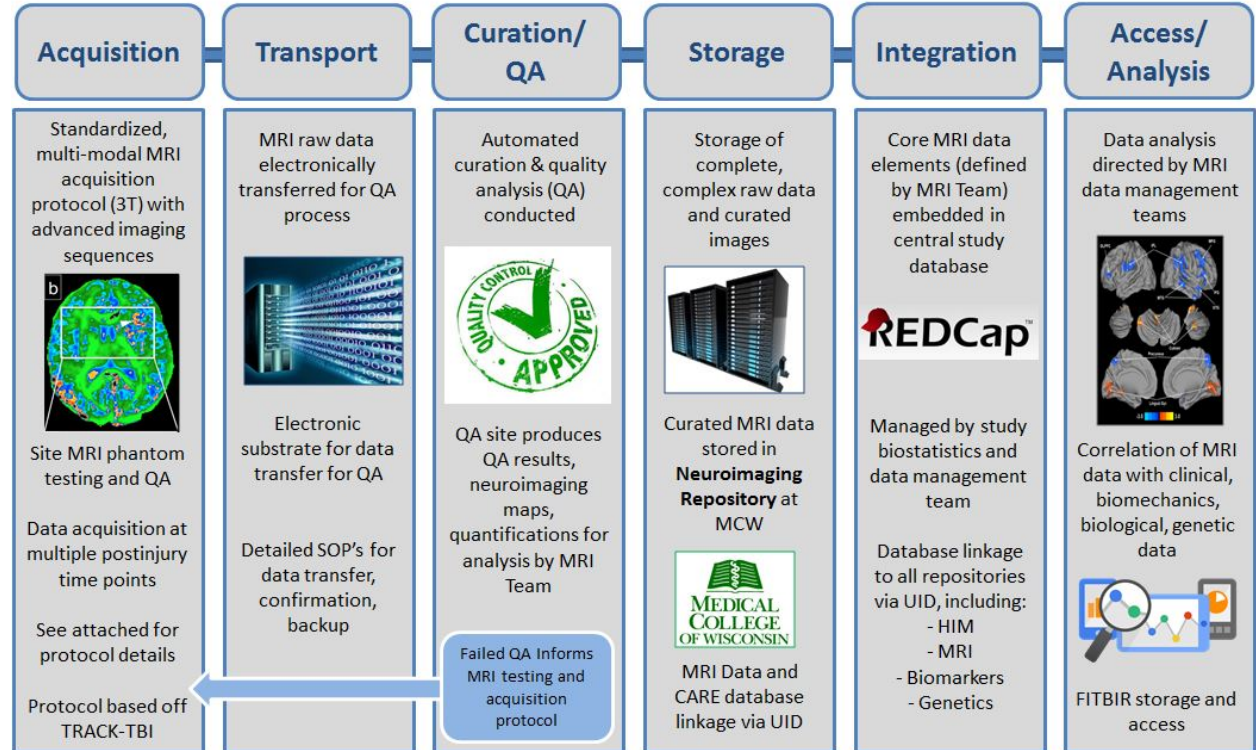 Acquisition
Transport
Curation/
QA
Storage
Integration
Access/
Analysis
Standardized,
multi-modal MRI
acquisition
protocol (3T) with
advanced imaging
sequences
b
Site MRI phantom
testing and QA
Data acquisition at
multiple postinjury
time points
See attached for
protocol details
Protocol based off
TRACK-TBI
MRI raw data
electronically
transferred for QA
process
Electronic
substrate for data
transfer for QA
Detailed SOP's for
data transfer,
confirmation,
backup
Automated
curation & quality
analysis (QA)
conducted
QUALITY CONTROL
APPROVED
QA site produces
QA results,
neuroimaging
maps,
quantifications for
analysis by MRI
Team
Failed QA Informs
MRI testing and
acquisition
protocol
Storage of
complete,
complex raw data
and curated
images
Curated MRI data
stored in
Neuroimaging
Repository at
MCW
MEDICAL
COLLEGE
OF WISCONSIN
MRI Data and
CARE database
linkage via UID
Core MRI data
elements (defined
by MRI Team)
embedded in
central study
database
REDCap™
Managed by study
biostatistics and
data management
team
Database linkage
to all repositories
via UID, including:
- HIM
- MRI
- Biomarkers
- Genetics
Data analysis
directed by MRI
data management
teams
Precuneus
Correlation of MRI
data with clinical,
biomechanics,
biological, genetic
data
FITBIR storage and
access